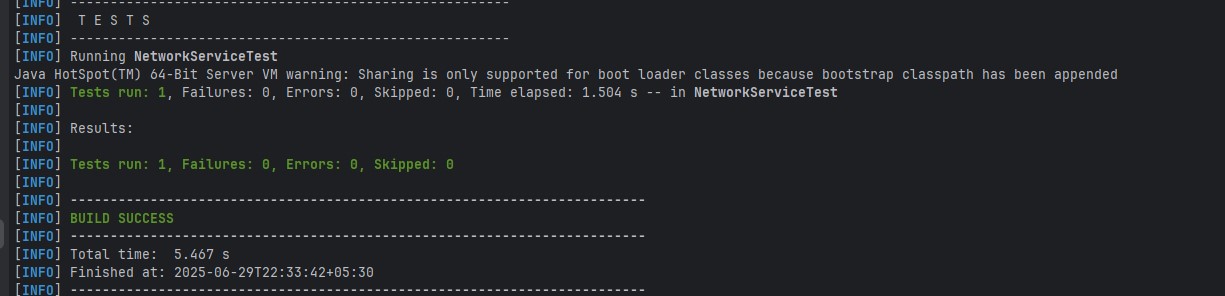 [INFO] -------------------------------------------------------
[INFO]  T E S T S
[INFO] -------------------------------------------------------
[INFO] Running NetworkServiceTest
Java HotSpot(TM) 64-Bit Server VM warning: Sharing is only supported for boot loader classes because bootstrap classpath has been appended
[INFO] Tests run: 1, Failures: 0, Errors: 0, Skipped: 0, Time elapsed: 1.504 s -- in NetworkServiceTest
[INFO]
[INFO] Results:
[INFO]
[INFO] Tests run: 1, Failures: 0, Errors: 0, Skipped: 0
[INFO]
[INFO] ------------------------------------------------------------------------
[INFO] BUILD SUCCESS
[INFO] ------------------------------------------------------------------------
[INFO] Total time:  5.467 s
[INFO] Finished at: 2025-06-29T22:33:42+05:30
[INFO] ------------------------------------------------------------------------